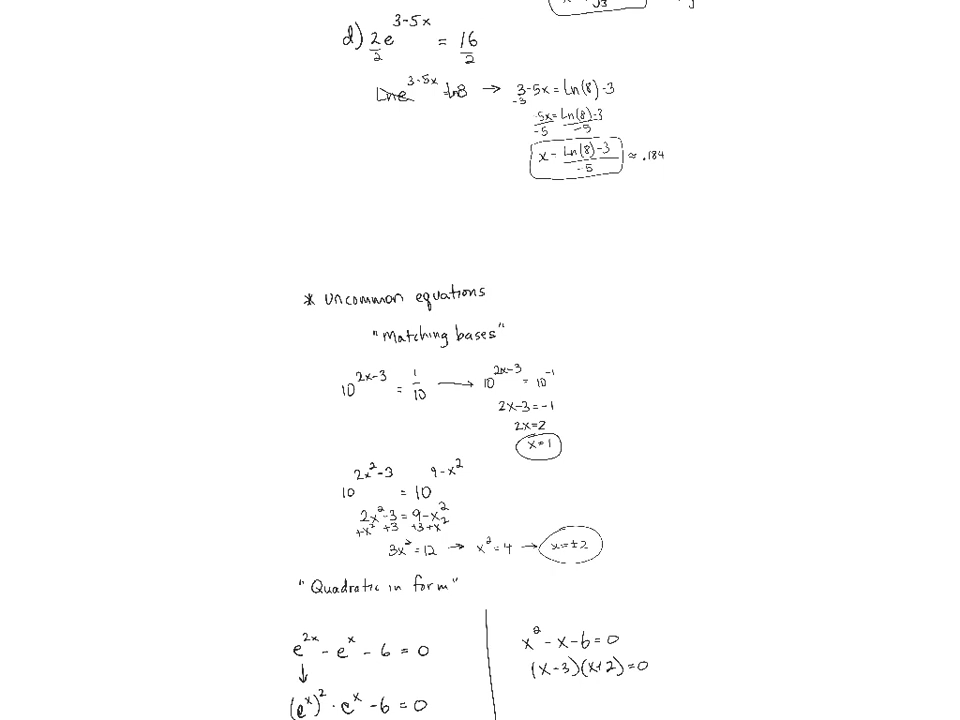 d) 2e^(3-5x) / 2 = 16/2
ln e^(3-5x) = ln 8 → 3-5x = Ln(8) -3
-3
-5x = Ln(8)-3
-5 -5
x = Ln(8)-3 / -5 ≈ .184
* Uncommon equations
"Matching bases"
10^(2x-3) = 1/10 → 10^(2x-3) = 10^-1
2x-3=-1
2x=2
x=1
10^(2x²-3) = 10^(9-x²)
2x²-3 = 9-x²
+x² +3 +3+x²
3x²=12 → x²=4 → x=±2
"Quadratic in form"
e^(2x) - e^x - 6 = 0
x² - x - 6 = 0
↓
(x-3)(x+2)=0
(e^x)² - e^x - 6 = 0